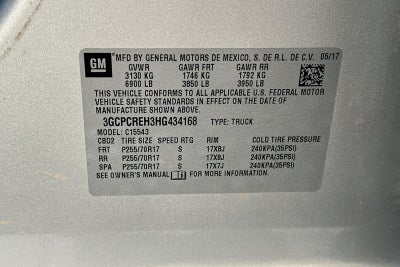 GM
MFD BY GENERAL MOTORS DE MEXICO, S. DE R.L. DE C.V. 05/17
GVWR GAWR FRT GAWR RR
3130 KG 1746 KG 1792 KG
6900 LB 3850 LB 3950 LB
THIS VEHICLE CONFORMS TO ALL APPLICABLE U.S. FEDERAL MOTOR
VEHICLE SAFETY STANDARDS IN EFFECT ON THE DATE OF
MANUFACTURE SHOWN ABOVE.
3GCPCREH3HG434168 TYPE: TRUCK
MODEL: C15543
CBD2 TIRE SIZE SPEED RTG RIM COLD TIRE PRESSURE
FRT P255/70R17 S 17X8J 240KPA(35PSI)
RR P255/70R17 S 17X8J 240KPA(35PSI)
SPA P255/70R17 S 17X7J 240KPA(35PSI)
SEE OWNER'S MANUAL FOR MORE INFORMATION